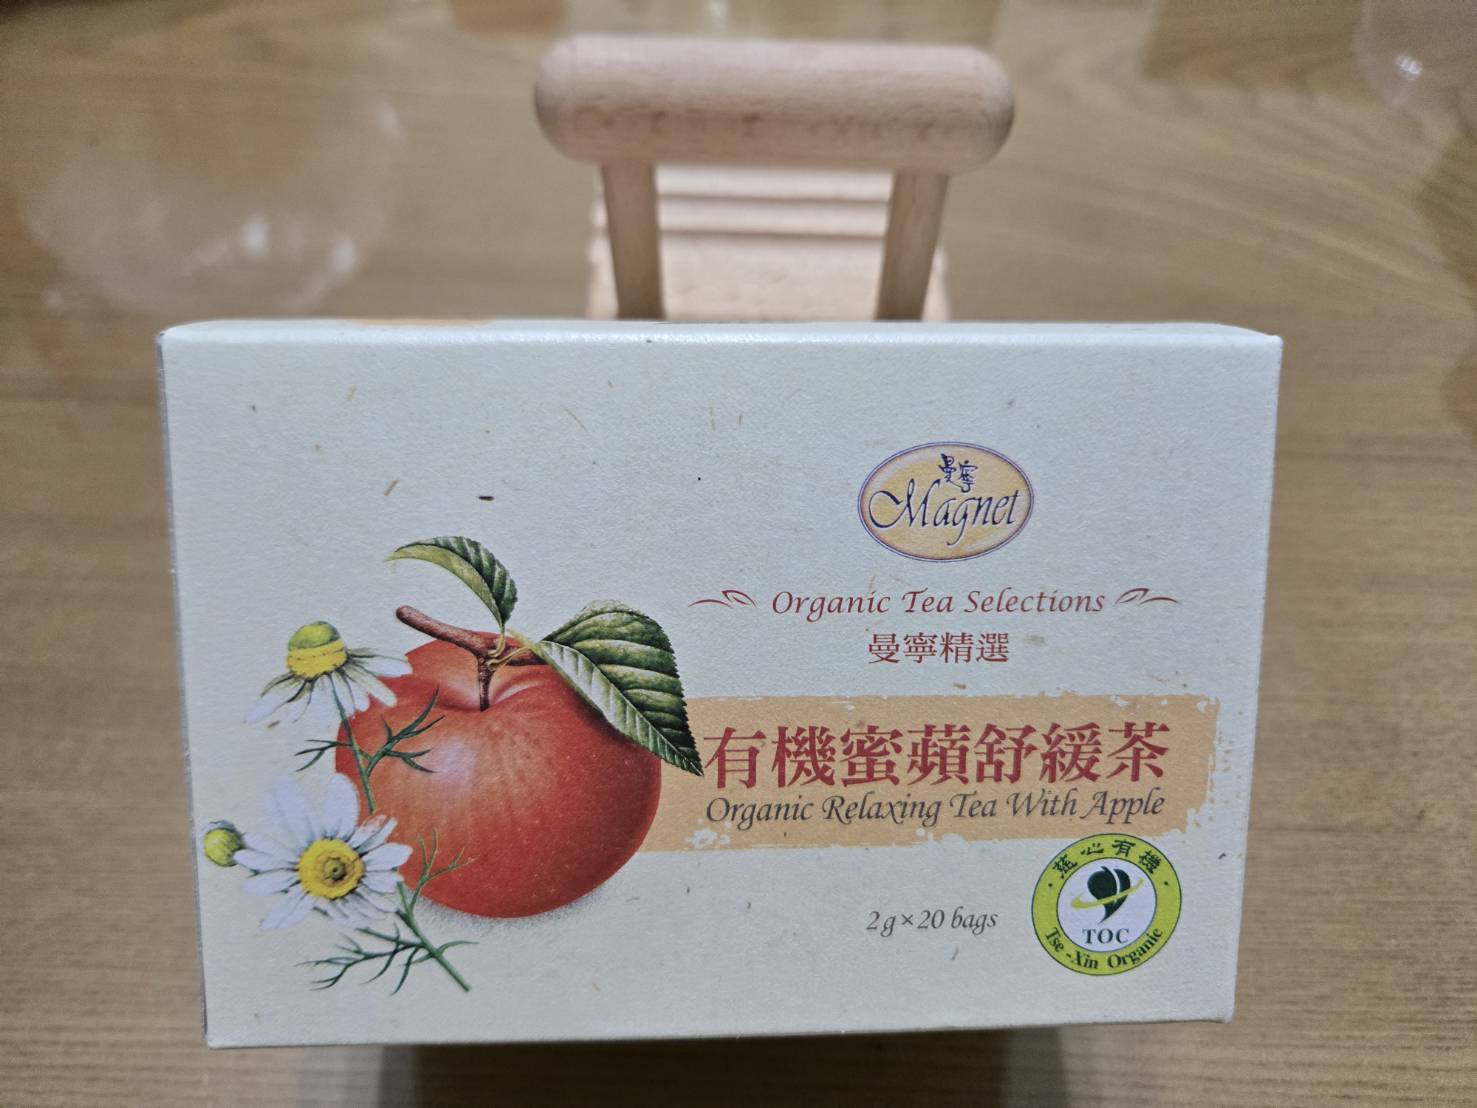 曼寧
Magnet
Organic Tea Selections
曼寧精選
有機蜜蘋舒緩茶
Organic Relaxing Tea With Apple
2g×20 bags
慈心有機
TOC
Tse-Xin Organic